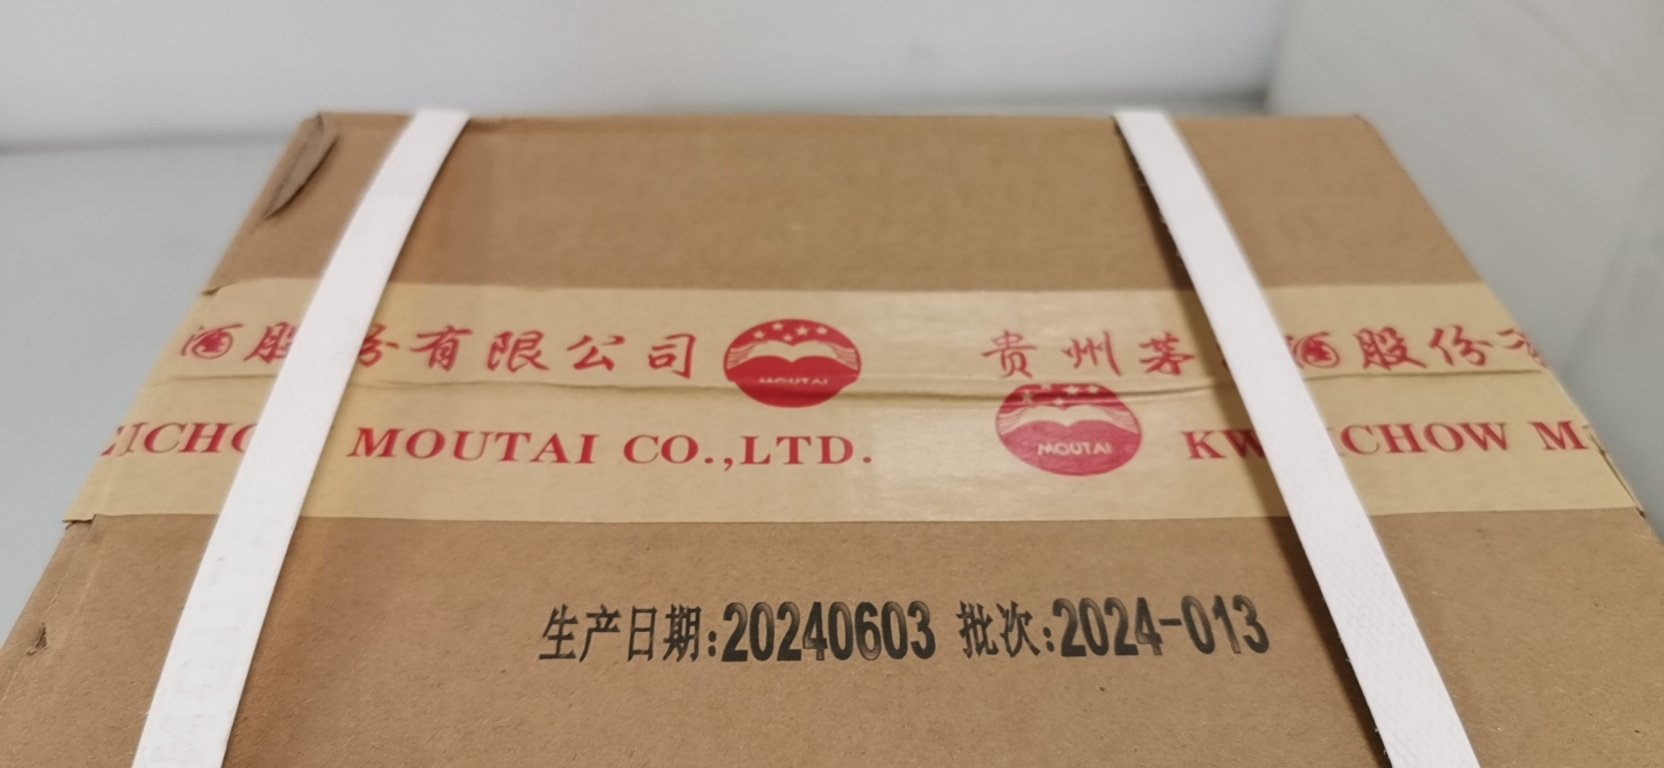 酒股份有限公司 贵州茅 酒股份
MOUTAI
MOUTAI CO.,LTD. MOUTAI KW CHOW M
生产日期:20240603 批次:2024-013